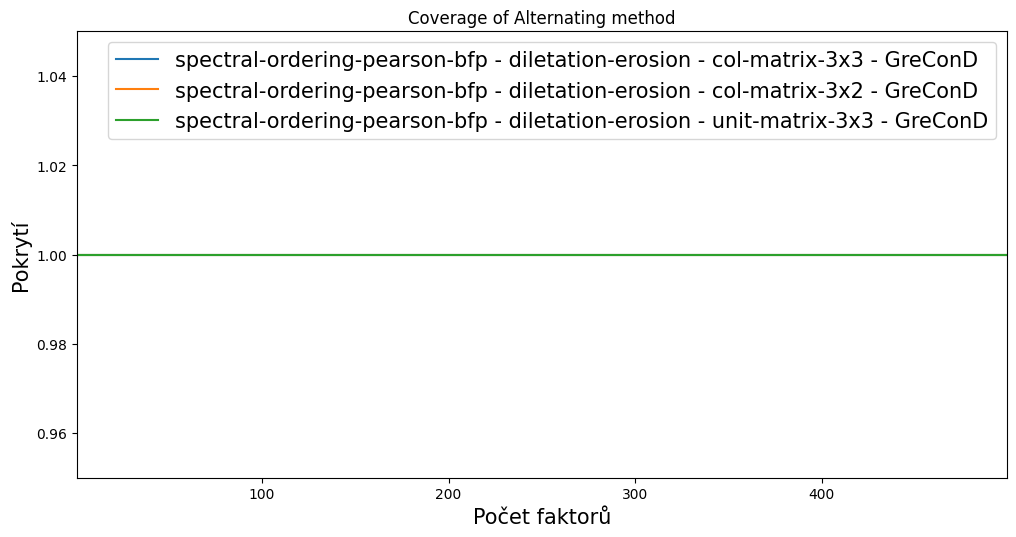 Coverage of Alternating method
spectral-ordering-pearson-bfp - diletation-erosion - col-matrix-3x3 - GreConD
spectral-ordering-pearson-bfp - diletation-erosion - col-matrix-3x2 - GreConD
spectral-ordering-pearson-bfp - diletation-erosion - unit-matrix-3x3 - GreConD
1.04
1.02
1.00
0.98
0.96
Pokrytí
100 200 300 400
Počet faktorů